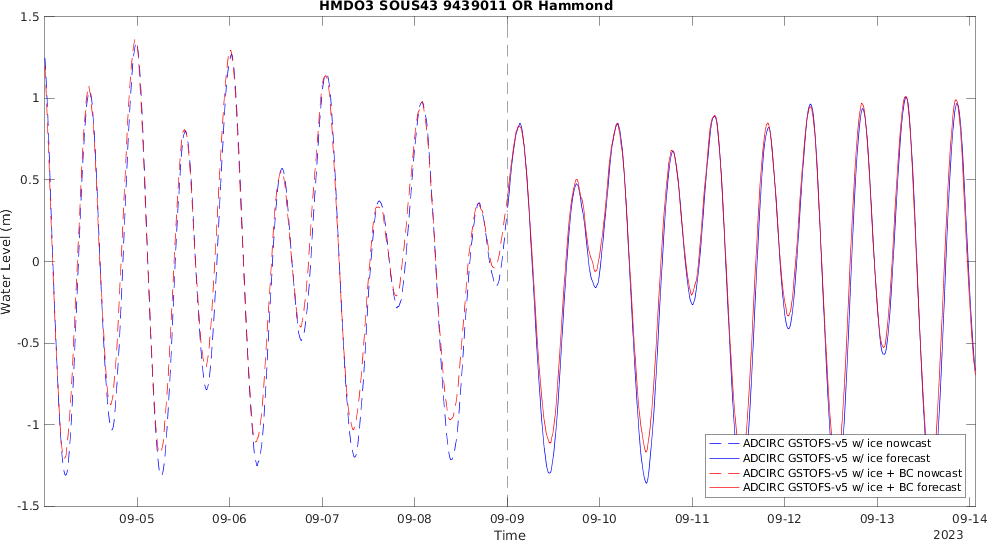 HMDO3 SOUS43 9439011 OR Hammond
Water Level (m)
1.5
1
0.5
0
-0.5
-1
-1.5
09-05
09-06
09-07
09-08
09-09
09-10
09-11
09-12
09-13
09-14
2023
Time
ADCIRC GSTOFS-v5 w/ ice nowcast
ADCIRC GSTOFS-v5 w/ ice forecast
ADCIRC GSTOFS-v5 w/ ice + BC nowcast
ADCIRC GSTOFS-v5 w/ ice + BC forecast